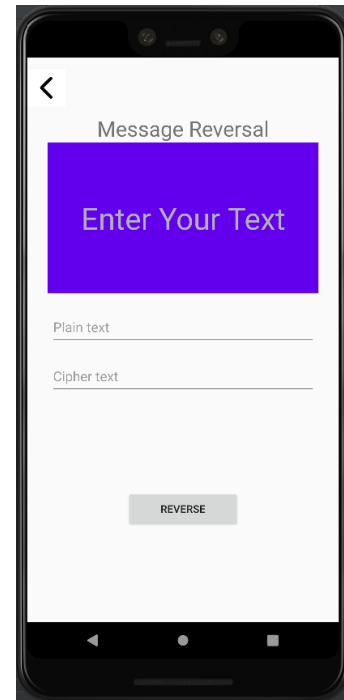 Message Reversal
Enter Your Text
Plain text
Cipher text
REVERSE